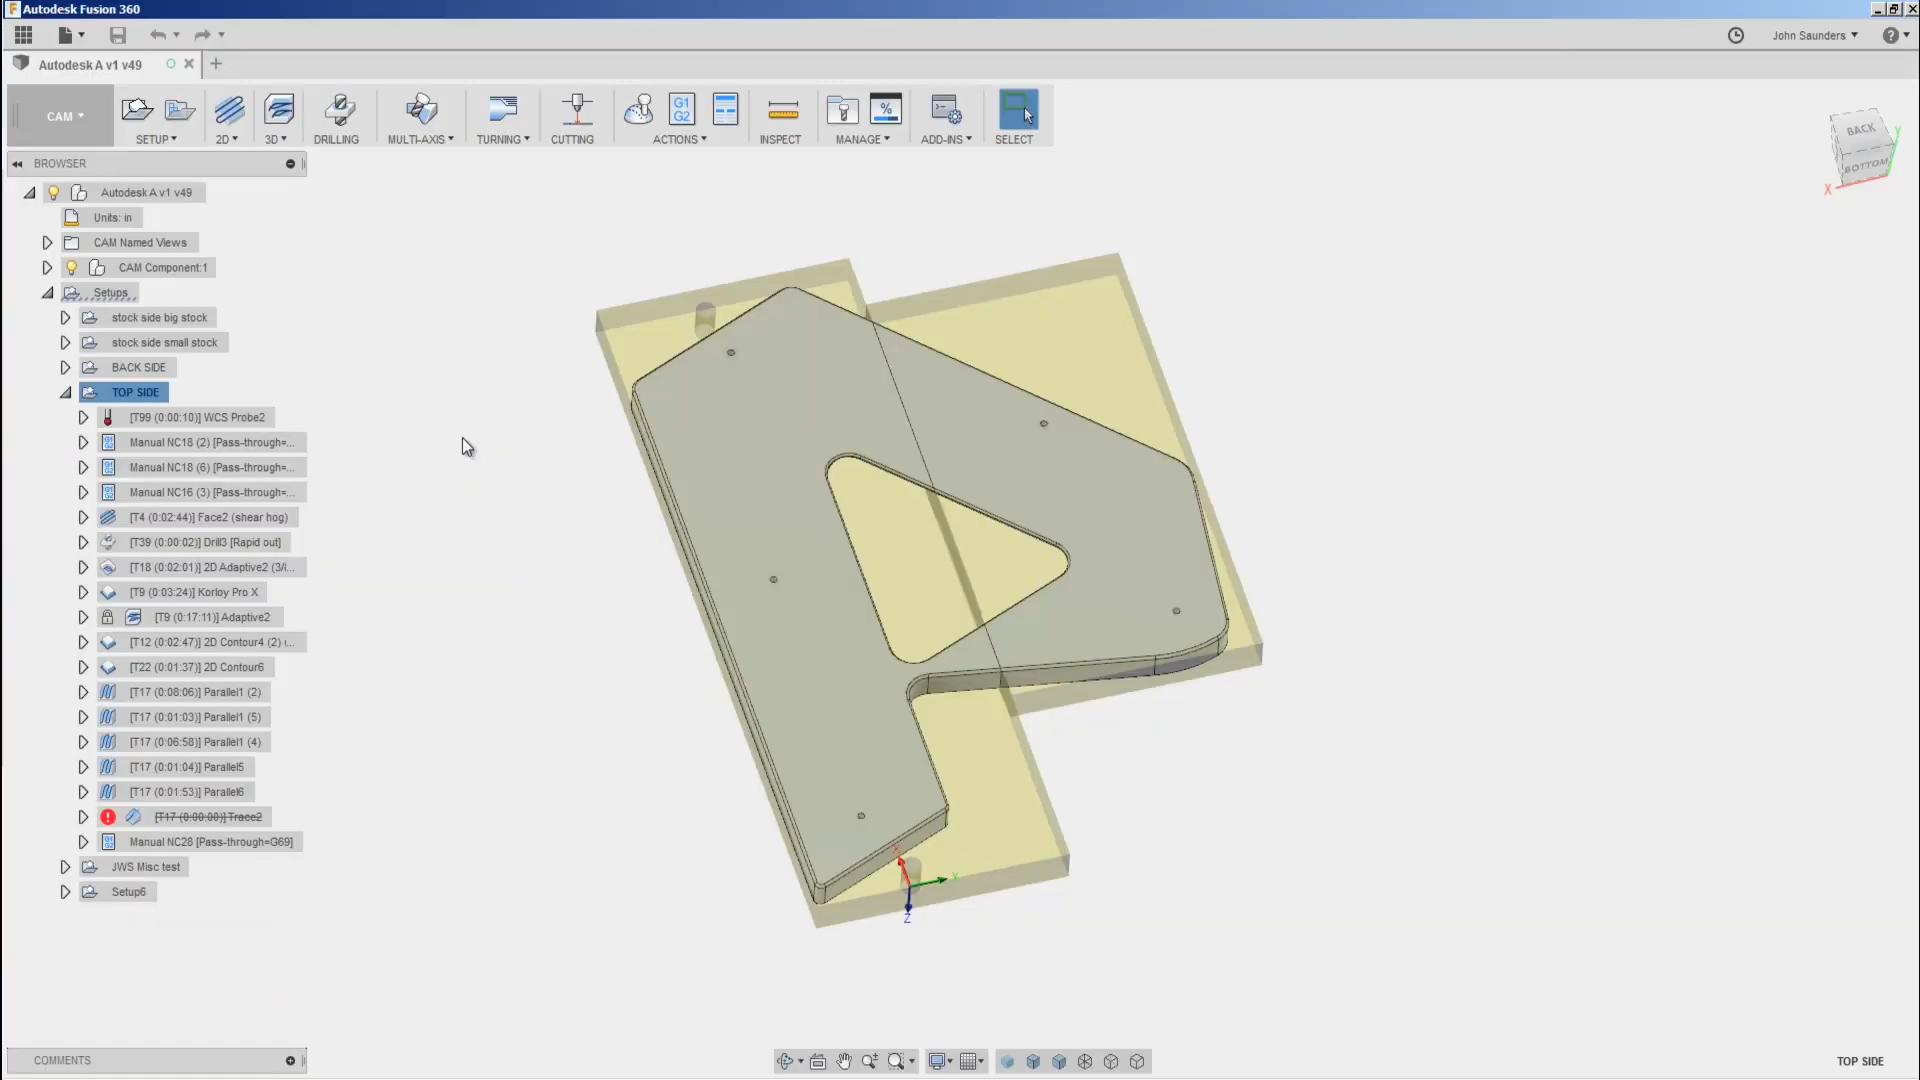 Autodesk Fusion 360
John Saunders
Autodesk A v1 v49
CAM
SETUP
2D
3D
DRILLING
MULTI-AXIS
TURNING
CUTTING
G1
G2
ACTIONS
INSPECT
MANAGE
ADD-INS
SELECT
BACK
BOTTOM
X
Y
BROWSER
Autodesk A v1 v49
Units: in
CAM Named Views
CAM Component:1
Setups
stock side big stock
stock side small stock
BACK SIDE
TOP SIDE
[T99 (0:00:10)] WCS Probe2
Manual NC18 (2) [Pass-through=...
Manual NC18 (6) [Pass-through=...
Manual NC16 (3) [Pass-through=...
[T4 (0:02:44)] Face2 (shear hog)
[T39 (0:00:02)] Drill3 [Rapid out]
[T18 (0:02:01)] 2D Adaptive2 (3/i...
[T9 (0:03:24)] Korloy Pro X
[T9 (0:17:11)] Adaptive2
[T12 (0:02:47)] 2D Contour4 (2) (...
[T22 (0:01:37)] 2D Contour6
[T17 (0:08:06)] Parallel1 (2)
[T17 (0:01:03)] Parallel1 (5)
[T17 (0:06:58)] Parallel1 (4)
[T17 (0:01:04)] Parallel5
[T17 (0:01:53)] Parallel6
[T17 (0:00:00)] Trace2
Manual NC28 [Pass-through=G69]
JWS Misc test
Setup6
X
Y
Z
COMMENTS
TOP SIDE